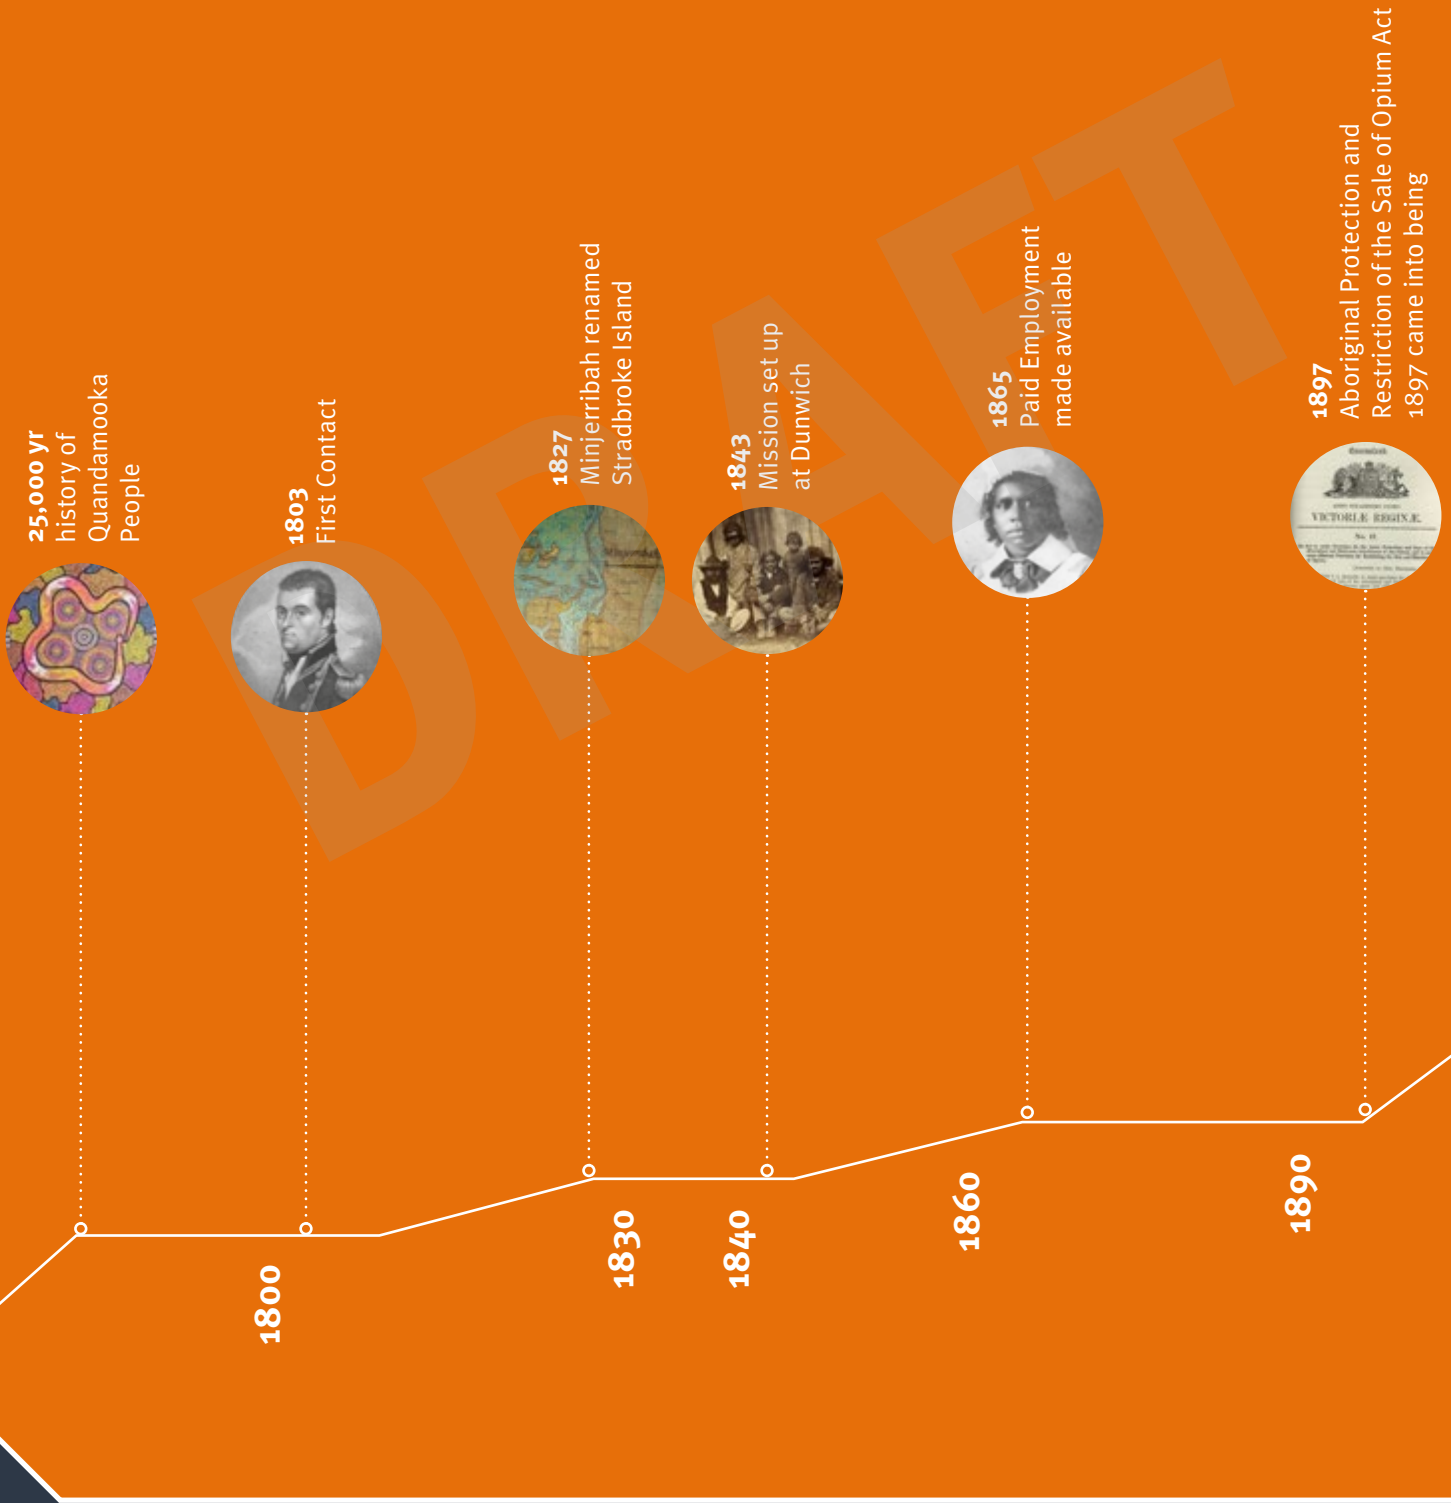 25,000 yr
history of
Quandamooka
People
1803
First Contact
1827
Minjerribah renamed
Stradbroke Island
1843
Mission set up
at Dunwich
1865
Paid Employment
made available
1897
Aboriginal Protection and
Restriction of the Sale of Opium Act
1897 came into being
VICTORIÆ REGINÆ.
1800
1830
1840
1860
1890
DRAFT